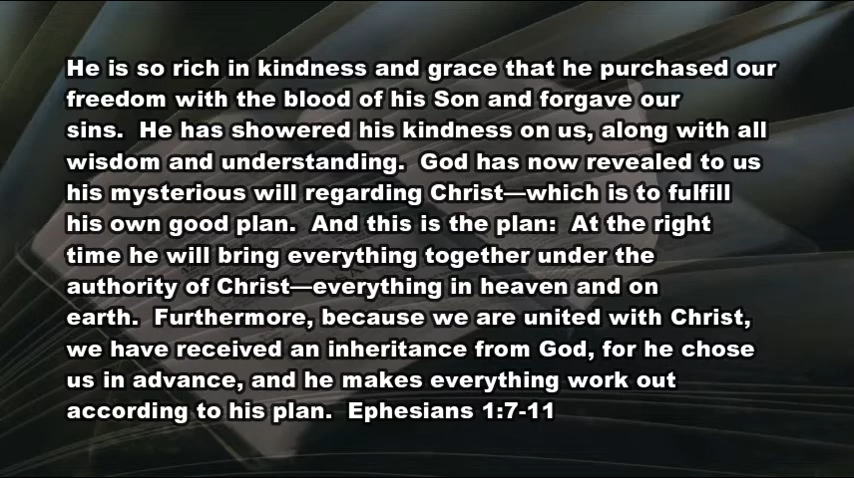 He is so rich in kindness and grace that he purchased our
freedom with the blood of his Son and forgave our
sins.  He has showered his kindness on us, along with all
wisdom and understanding.  God has now revealed to us
his mysterious will regarding Christ—which is to fulfill
his own good plan.  And this is the plan:  At the right
time he will bring everything together under the
authority of Christ—everything in heaven and on
earth.  Furthermore, because we are united with Christ,
we have received an inheritance from God, for he chose
us in advance, and he makes everything work out
according to his plan.  Ephesians 1:7-11